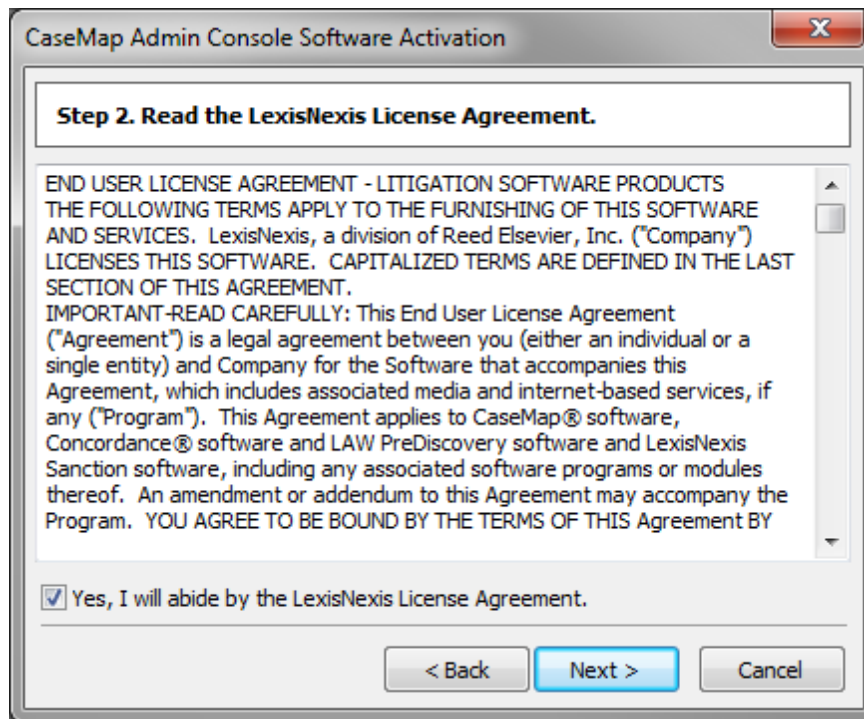 CaseMap Admin Console Software Activation
Step 2. Read the LexisNexis License Agreement.
END USER LICENSE AGREEMENT - LITIGATION SOFTWARE PRODUCTS
THE FOLLOWING TERMS APPLY TO THE FURNISHING OF THIS SOFTWARE
AND SERVICES.  LexisNexis, a division of Reed Elsevier, Inc. ("Company")
LICENSES THIS SOFTWARE.  CAPITALIZED TERMS ARE DEFINED IN THE LAST
SECTION OF THIS AGREEMENT.
IMPORTANT-READ CAREFULLY: This End User License Agreement
("Agreement") is a legal agreement between you (either an individual or a
single entity) and Company for the Software that accompanies this
Agreement, which includes associated media and internet-based services, if
any ("Program").  This Agreement applies to CaseMap® software,
Concordance® software and LAW PreDiscovery software and LexisNexis
Sanction software, including any associated software programs or modules
thereof.  An amendment or addendum to this Agreement may accompany the
Program.  YOU AGREE TO BE BOUND BY THE TERMS OF THIS Agreement BY
Yes, I will abide by the LexisNexis License Agreement.
< Back Next > Cancel